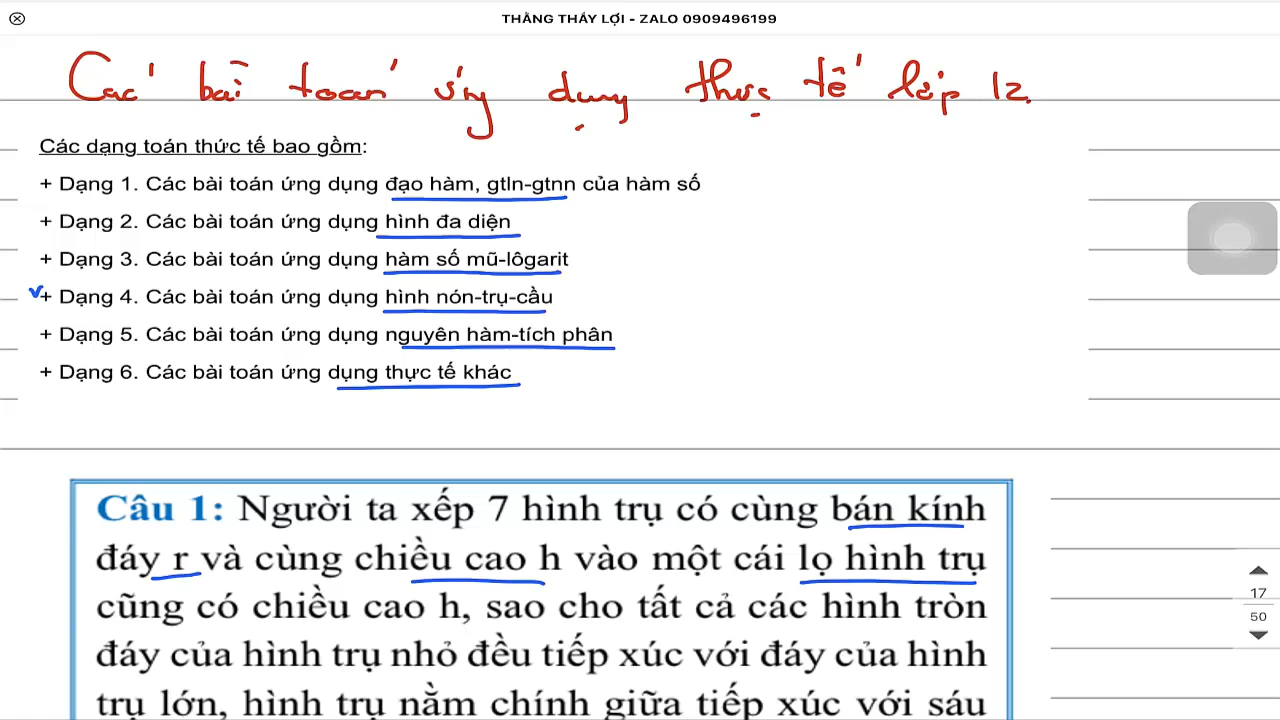 THẰNG THẦY LỢI - ZALO 0909496199
Các bài toán ứng dụng thực tế lớp 12.
Các dạng toán thức tế bao gồm:
+ Dạng 1. Các bài toán ứng dụng đạo hàm, gtln-gtnn của hàm số
+ Dạng 2. Các bài toán ứng dụng hình đa diện
+ Dạng 3. Các bài toán ứng dụng hàm số mũ-lôgarit
+ Dạng 4. Các bài toán ứng dụng hình nón-trụ-cầu
+ Dạng 5. Các bài toán ứng dụng nguyên hàm-tích phân
+ Dạng 6. Các bài toán ứng dụng thực tế khác
Câu 1: Người ta xếp 7 hình trụ có cùng bán kính
đáy r và cùng chiều cao h vào một cái lọ hình trụ
cũng có chiều cao h, sao cho tất cả các hình tròn
đáy của hình trụ nhỏ đều tiếp xúc với đáy của hình
trụ lớn, hình trụ nằm chính giữa tiếp xúc với sáu
17
50